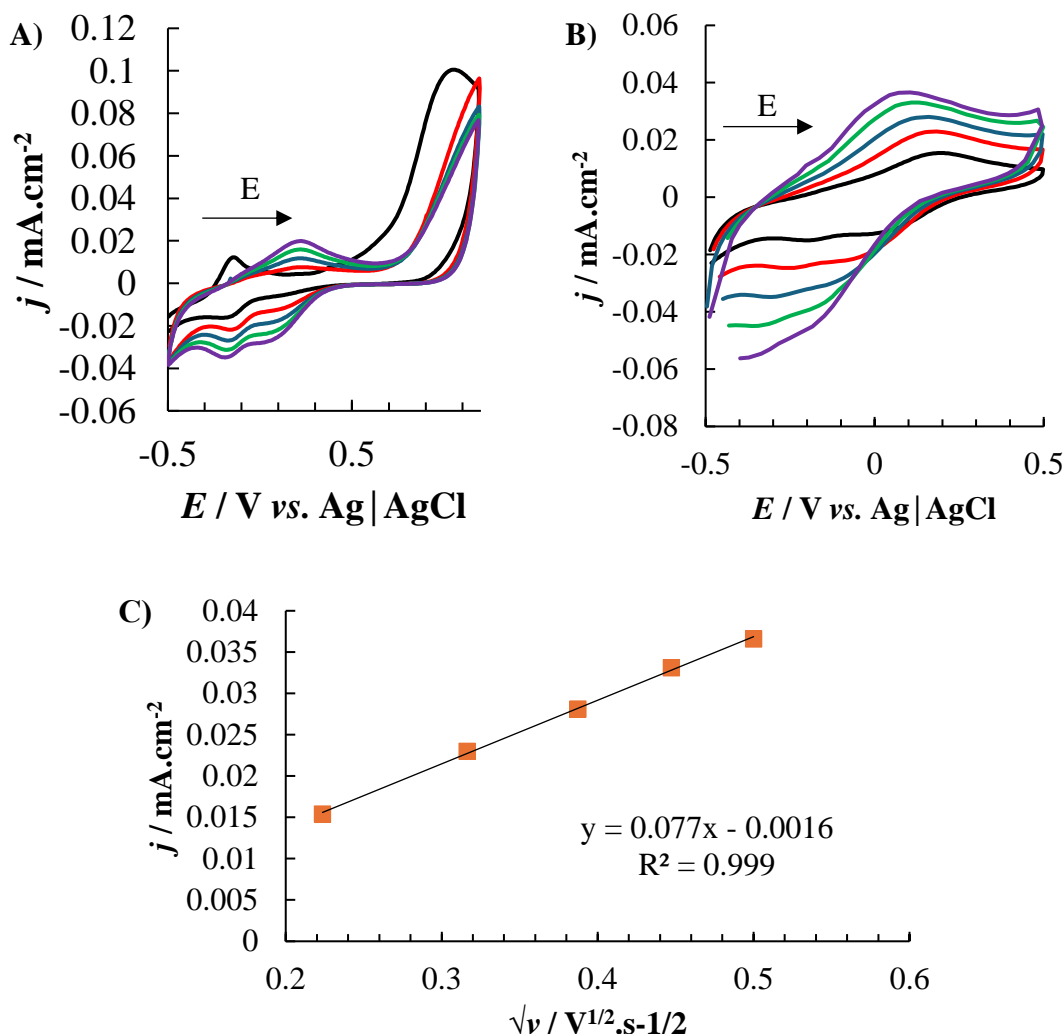 A)
0.12
0.1
0.08
0.06
0.04
0.02
0
-0.02
-0.04
-0.06
E
-0.5 0.5
j / mA.cm-2
E / V vs. Ag|AgCl
B)
0.06
0.04
0.02
0
-0.02
-0.04
-0.06
-0.08
E
-0.5 0 0.5
j / mA.cm-2
E / V vs. Ag|AgCl
C)
0.04
0.035
0.03
0.025
0.02
0.015
0.01
0.005
0
y = 0.077x - 0.0016
R² = 0.999
0.2 0.3 0.4 0.5 0.6
j / mA.cm-2
√v / V1/2.s-1/2